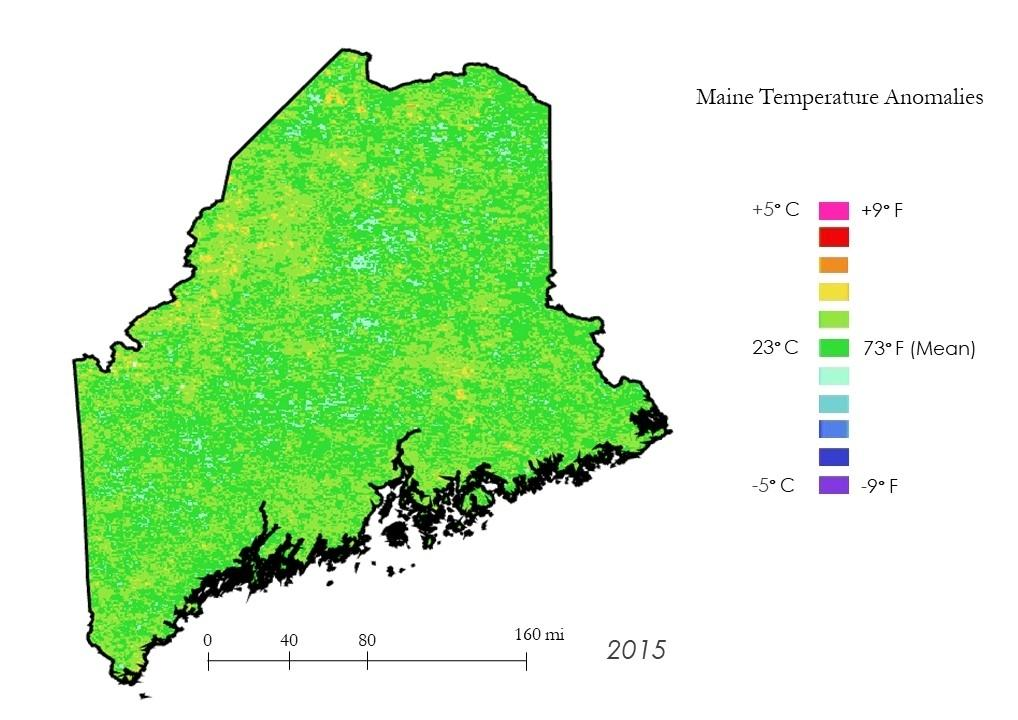 Maine Temperature Anomalies
+5° C +9° F
23° C 73° F (Mean)
-5° C -9° F
0 40 80 160 mi
2015